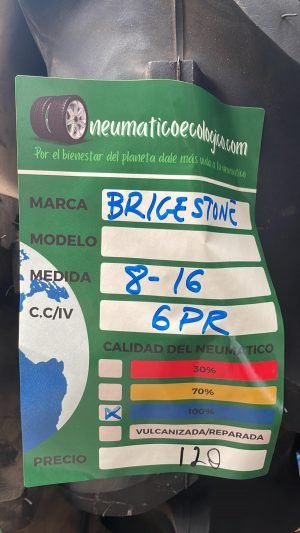 neumaticoecologico.com
Por el bienestar del planeta dale más vida a tu neumático
MARCA BRIGESTONE
MODELO
MEDIDA 8-16
C.C/IV 6PR
CALIDAD DEL NEUMÁTICO
30%
70%
X 100%
VULCANIZADA/REPARADA
PRECIO 120